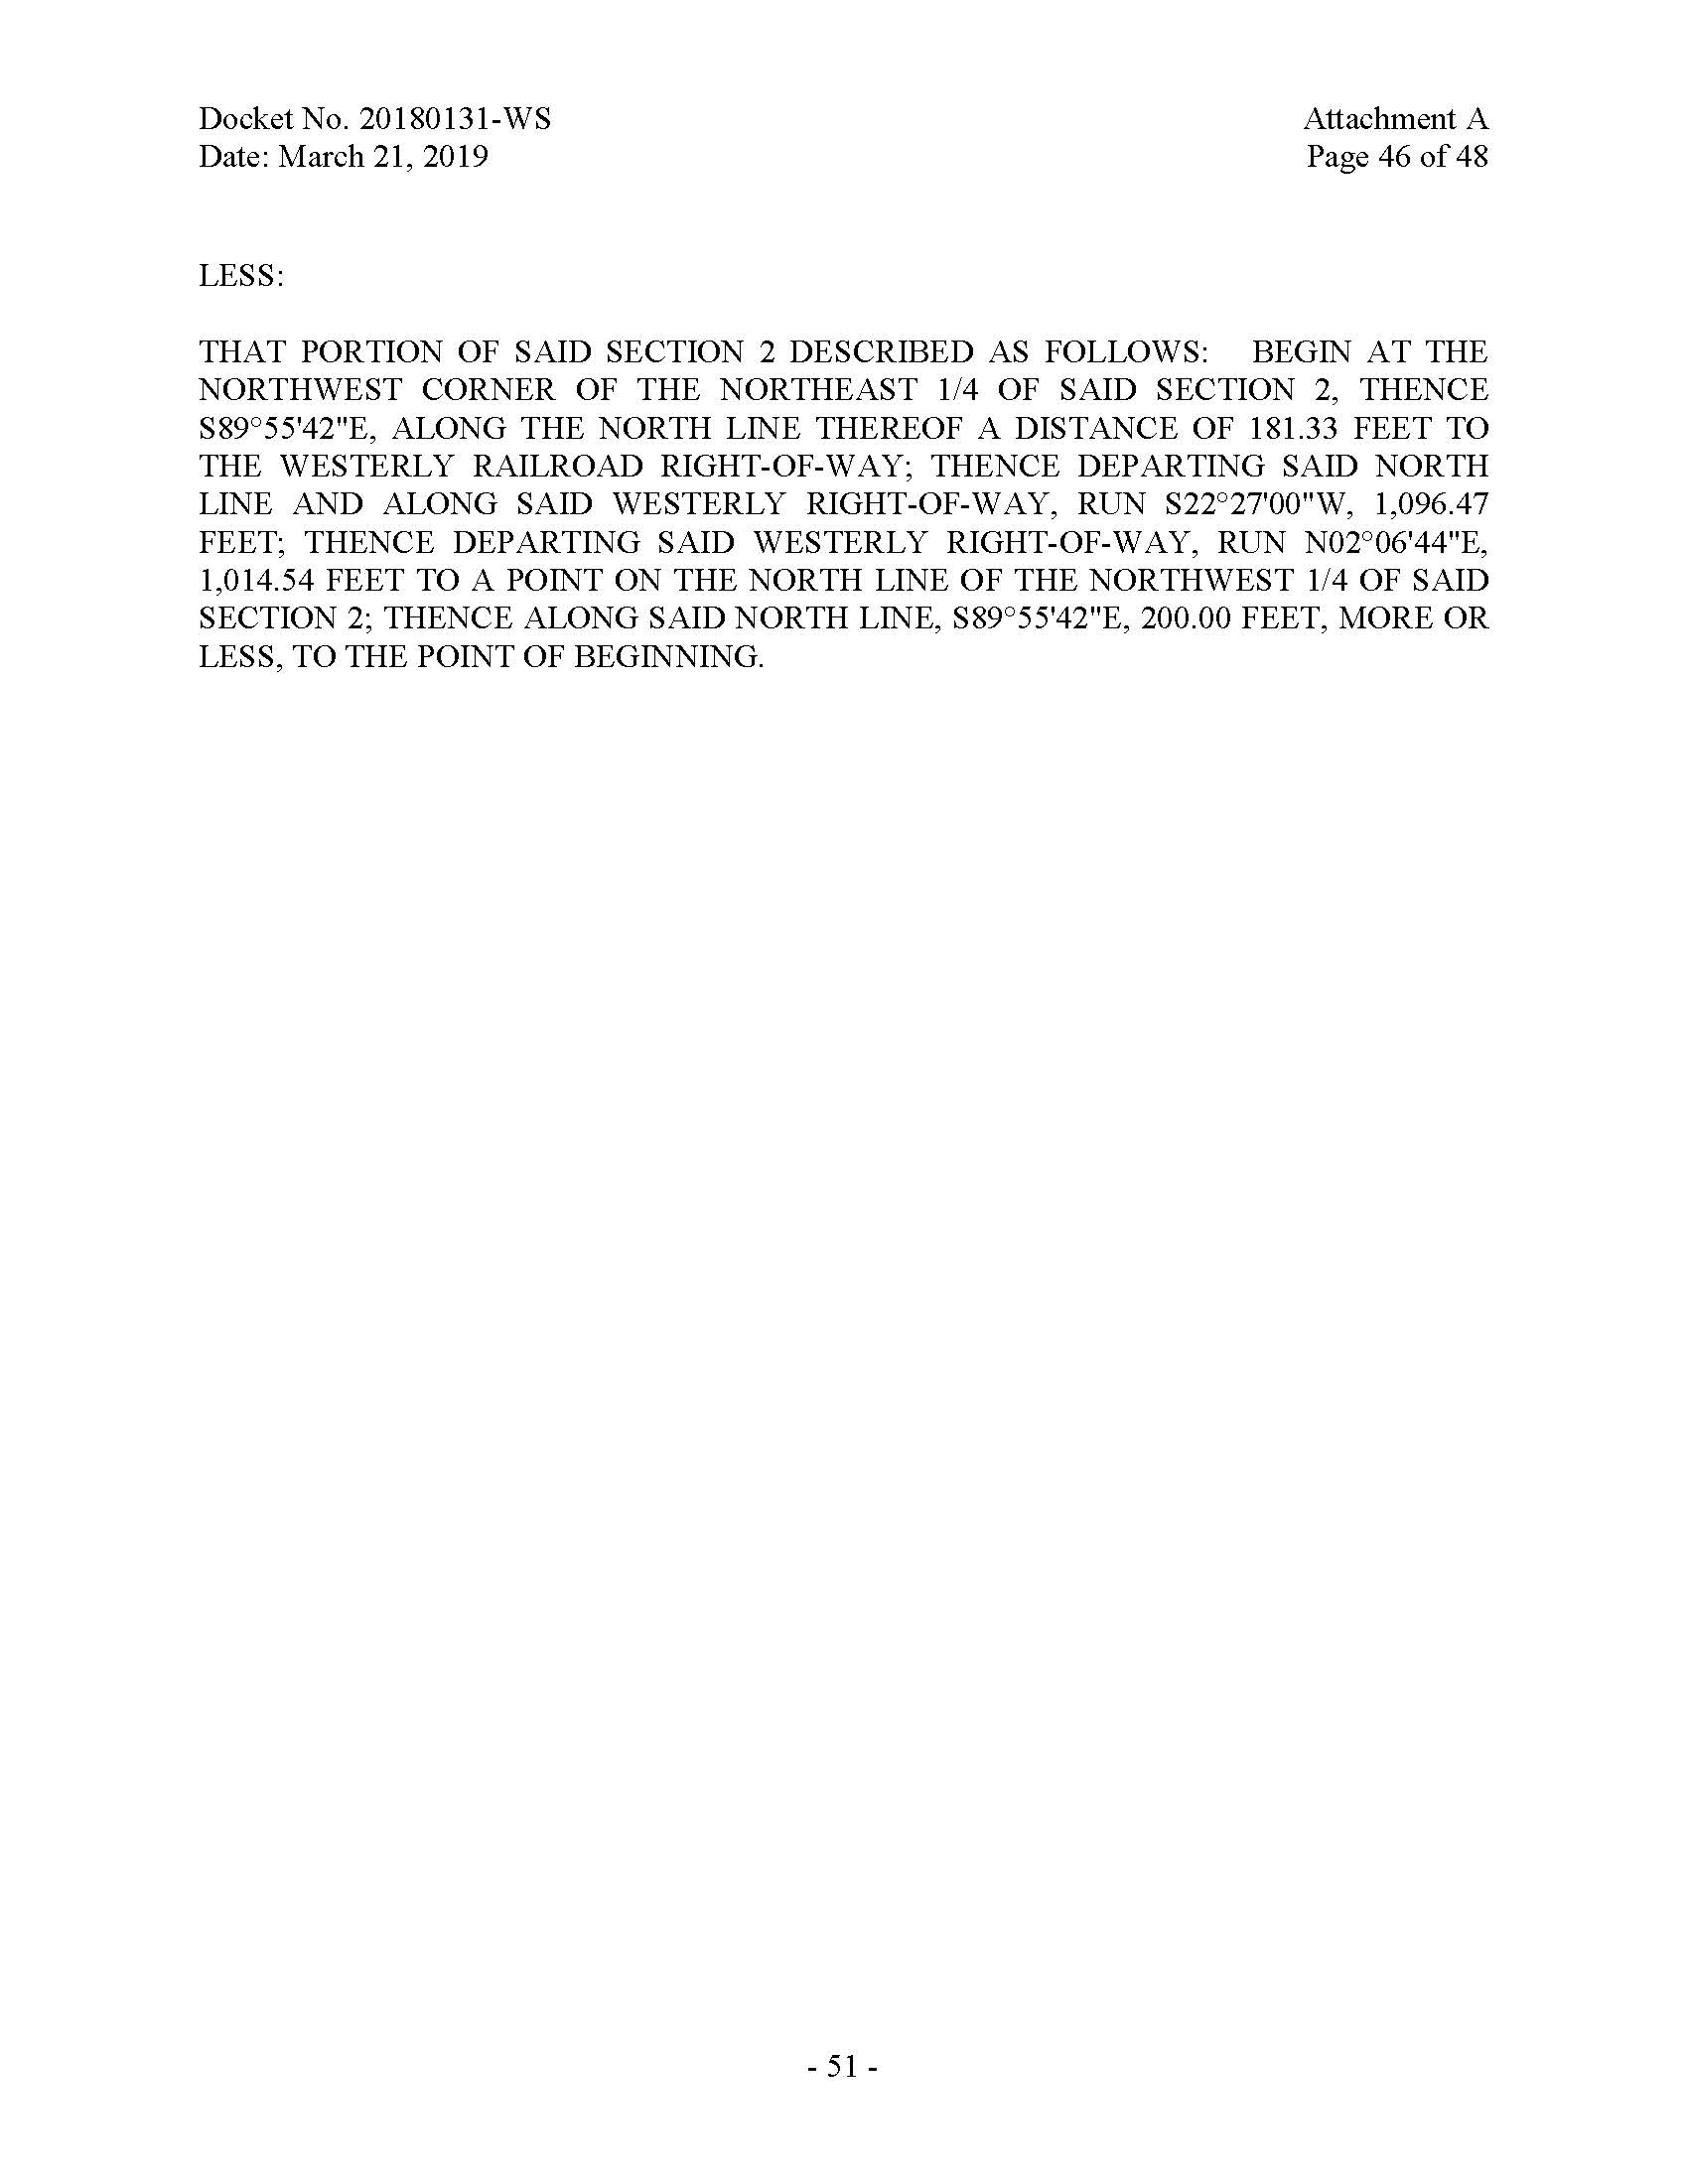 Docket No. 20180131-WS
Attachment A
Date: March 21, 2019
Page 46 of 48
LESS:
THAT PORTION OF SAID SECTION 2 DESCRIBED AS FOLLOWS: BEGIN AT THE
NORTHWEST CORNER OF THE NORTHEAST 1/4 OF SAID SECTION 2, THENCE
S89°55'42"E, ALONG THE NORTH LINE THEREOF A DISTANCE OF 181.33 FEET TO
THE WESTERLY RAILROAD RIGHT-OF-WAY; THENCE DEPARTING SAID NORTH
LINE AND ALONG SAID WESTERLY RIGHT-OF-WAY, RUN S22°27'00"W, 1,096.47
FEET; THENCE DEPARTING SAID WESTERLY RIGHT-OF-WAY, RUN N02°06'44"E,
1,014.54 FEET TO A POINT ON THE NORTH LINE OF THE NORTHWEST 1/4 OF SAID
SECTION 2; THENCE ALONG SAID NORTH LINE, S89°55'42"E, 200.00 FEET, MORE OR
LESS, TO THE POINT OF BEGINNING.
- 51 -